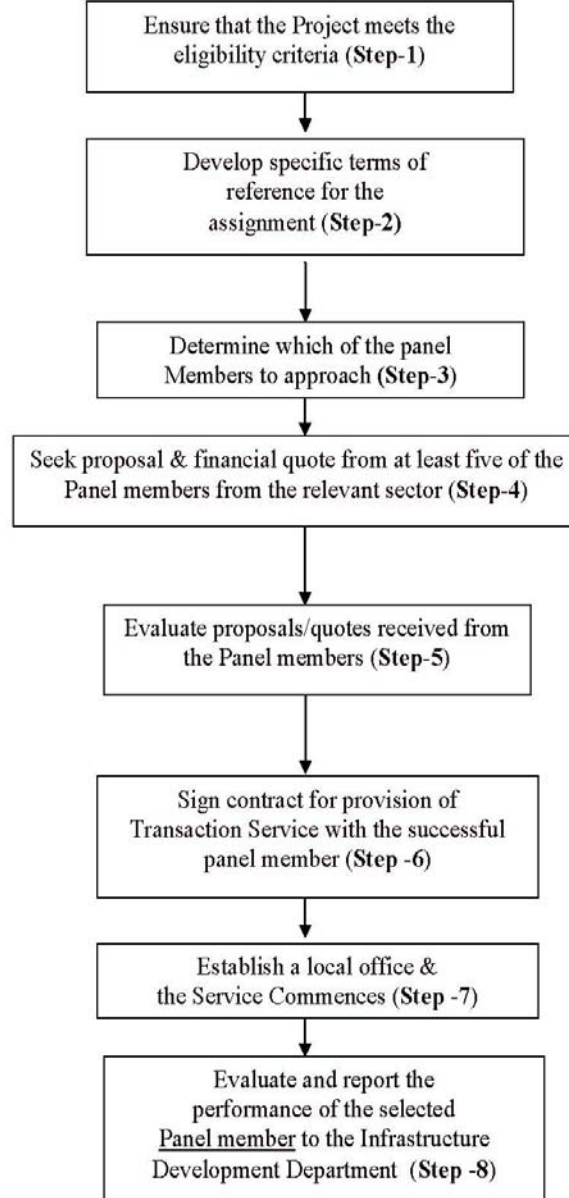 Ensure that the Project meets the
eligibility criteria (Step-1)
Develop specific terms of
reference for the
assignment (Step-2)
Determine which of the panel
Members to approach (Step-3)
Seek proposal & financial quote from at least five of the
Panel members from the relevant sector (Step-4)
Evaluate proposals/quotes received from
the Panel members (Step-5)
Sign contract for provision of
Transaction Service with the successful
panel member (Step -6)
Establish a local office &
the Service Commences (Step -7)
Evaluate and report the
performance of the selected
Panel member to the Infrastructure
Development Department (Step -8)